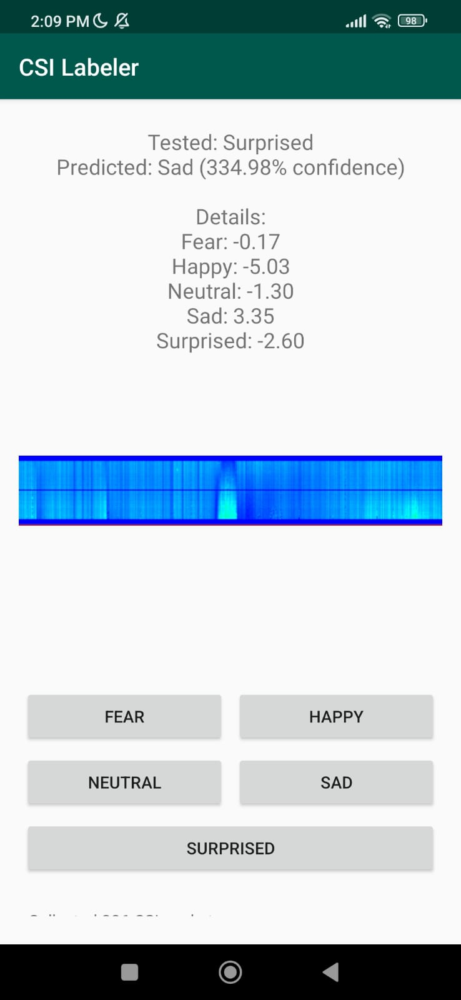 2:09 PM
98
CSI Labeler
Tested: Surprised
Predicted: Sad (334.98% confidence)
Details:
Fear: -0.17
Happy: -5.03
Neutral: -1.30
Sad: 3.35
Surprised: -2.60
FEAR
HAPPY
NEUTRAL
SAD
SURPRISED